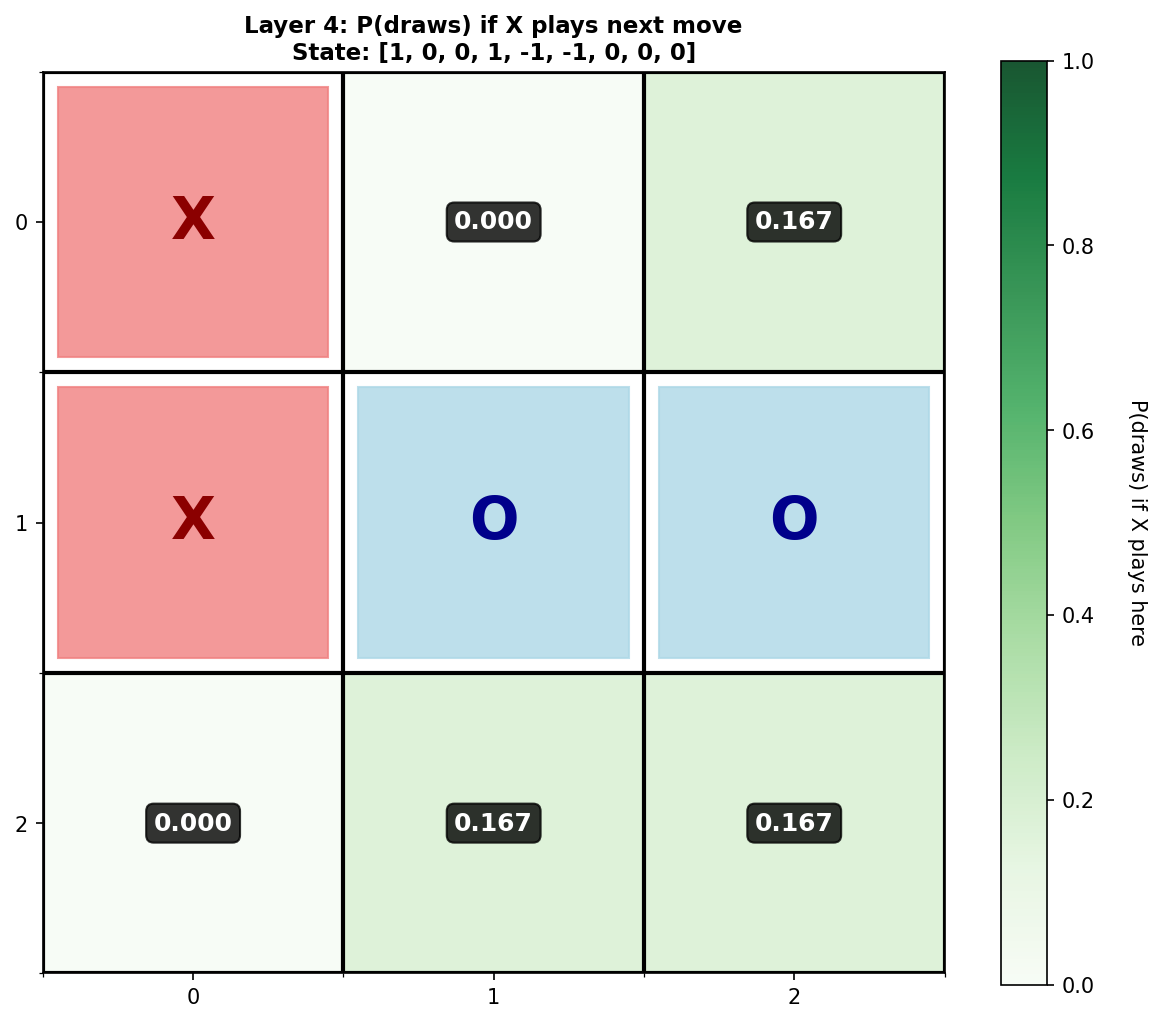 Layer 4: P(draws) if X plays next move
State: [1, 0, 0, 1, -1, -1, 0, 0, 0]
X
0.000
0.167
X
O
O
0.000
0.167
0.167
0
1
2
0
1
2
1.0
0.8
0.6
0.4
0.2
0.0
P(draws) if X plays here